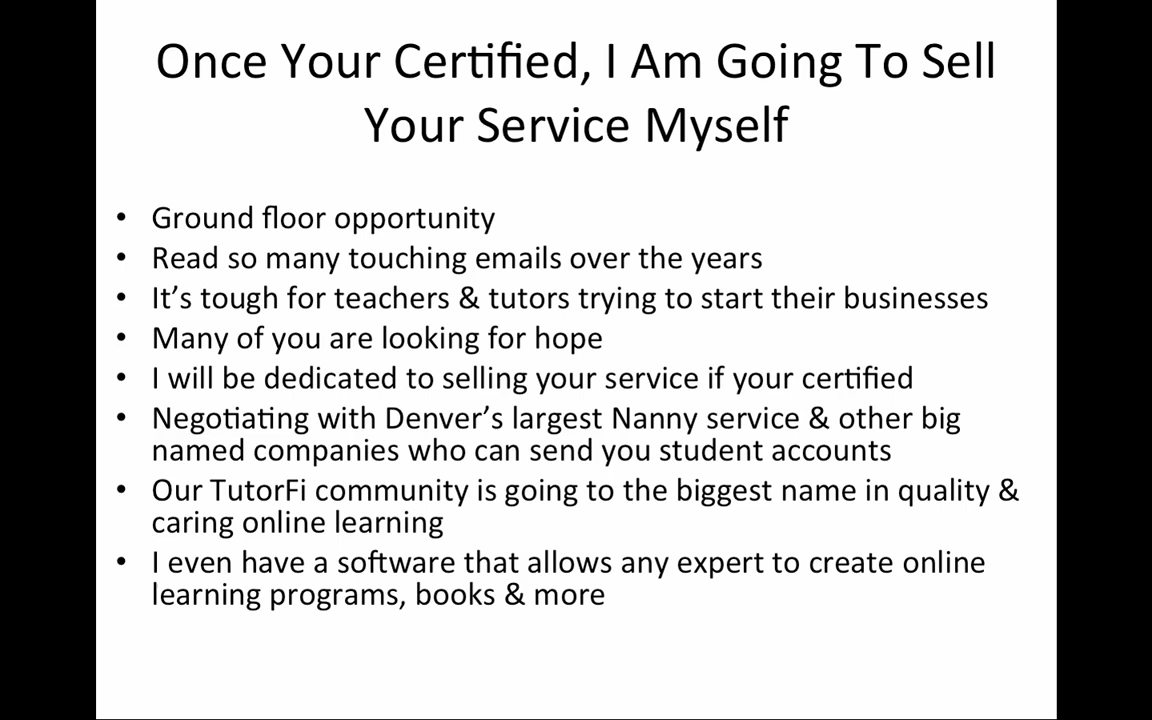 Once Your Certified, I Am Going To Sell
Your Service Myself
• Ground floor opportunity
• Read so many touching emails over the years
• It’s tough for teachers & tutors trying to start their businesses
• Many of you are looking for hope
• I will be dedicated to selling your service if your certified
• Negotiating with Denver’s largest Nanny service & other big
named companies who can send you student accounts
• Our TutorFi community is going to the biggest name in quality &
caring online learning
• I even have a software that allows any expert to create online
learning programs, books & more